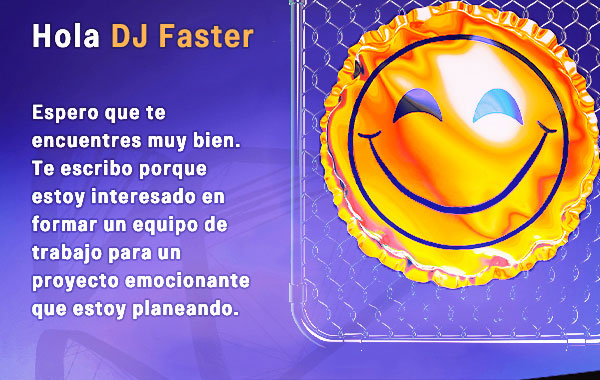 Hola DJ Faster
Espero que te
encuentres muy bien.
Te escribo porque
estoy interesado en
formar un equipo de
trabajo para un
proyecto emocionante
que estoy planeando.